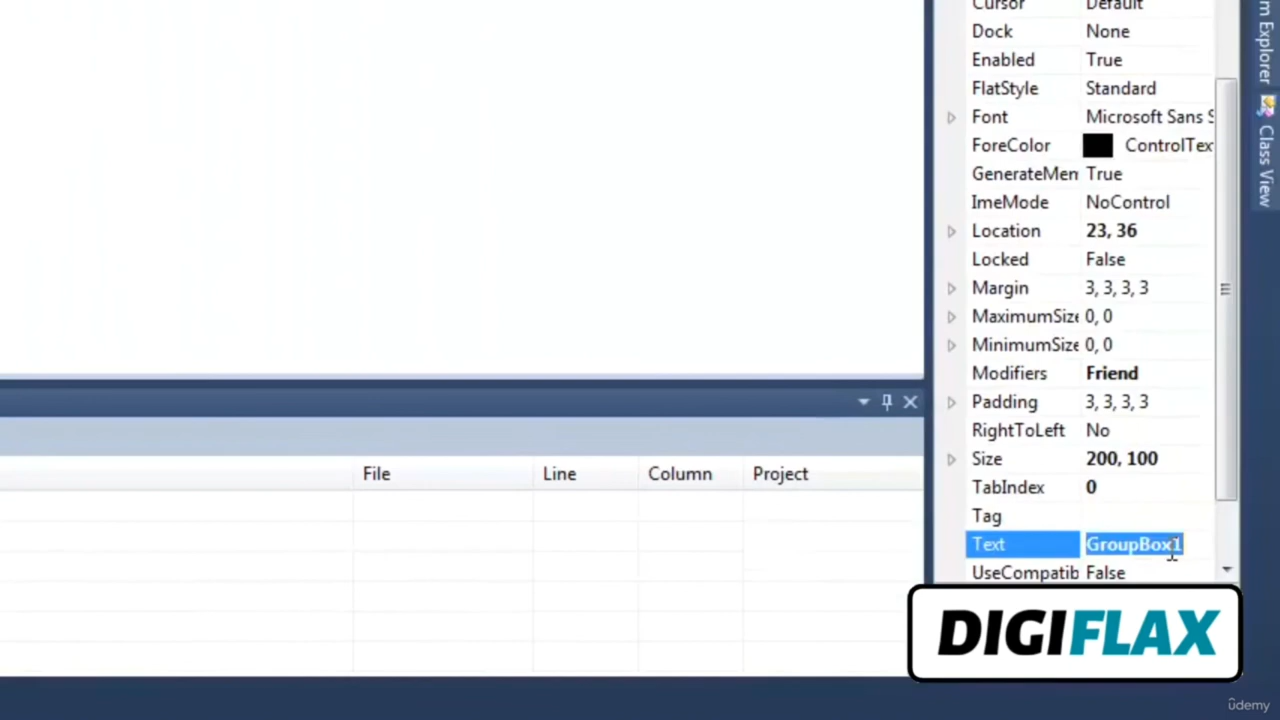 Cursor Default
Dock None
Enabled True
FlatStyle Standard
Font Microsoft Sans S
ForeColor ControlTex
GenerateMem True
ImeMode NoControl
Location 23, 36
Locked False
Margin 3, 3, 3, 3
MaximumSize 0, 0
MinimumSize 0, 0
Modifiers Friend
Padding 3, 3, 3, 3
RightToLeft No
Size 200, 100
TabIndex 0
Tag
Text GroupBox1
UseCompatib False
m Explorer
Class View
File Line Column Project
DIGIFLAX
ûdemy